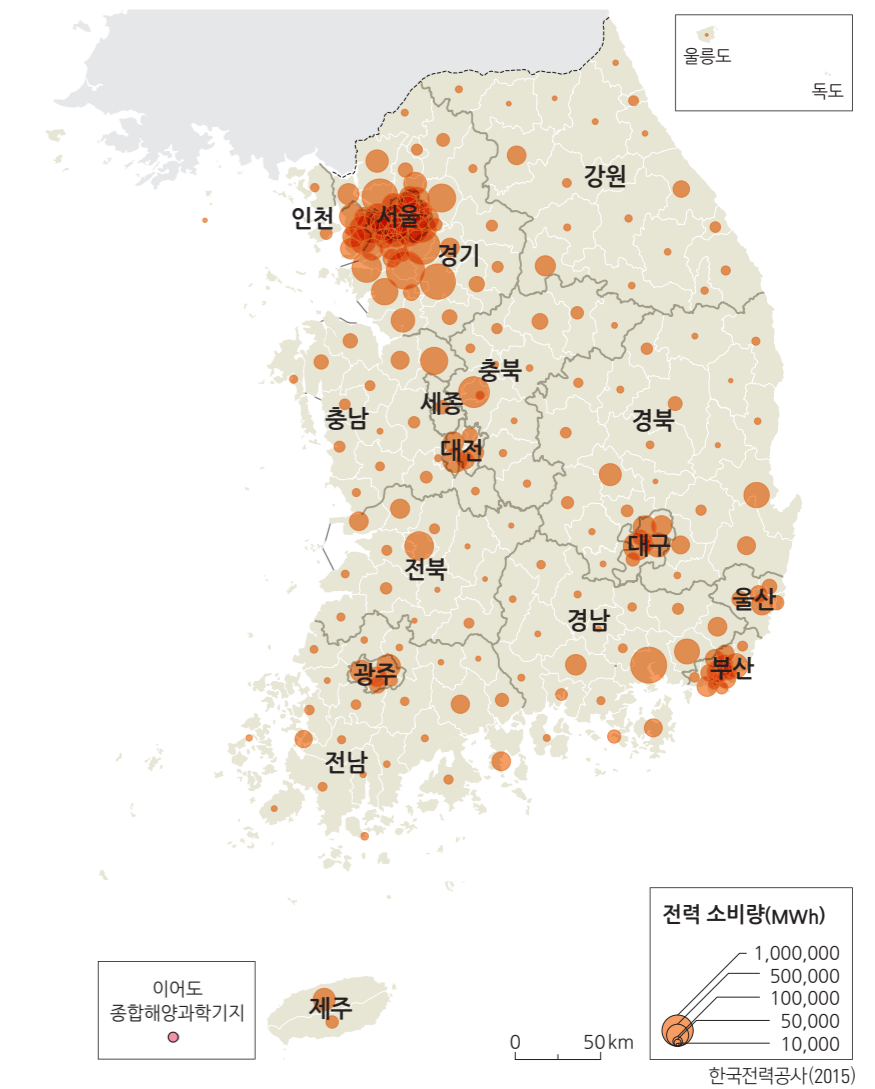 울릉도
독도
강원
인천
서울
경기
충북
세종
충남
경북
대전
대구
전북
울산
경남
부산
광주
전남
제주
이어도
종합해양과학기지
0 50km
전력 소비량(MWh)
1,000,000
500,000
100,000
50,000
10,000
한국전력공사(2015)